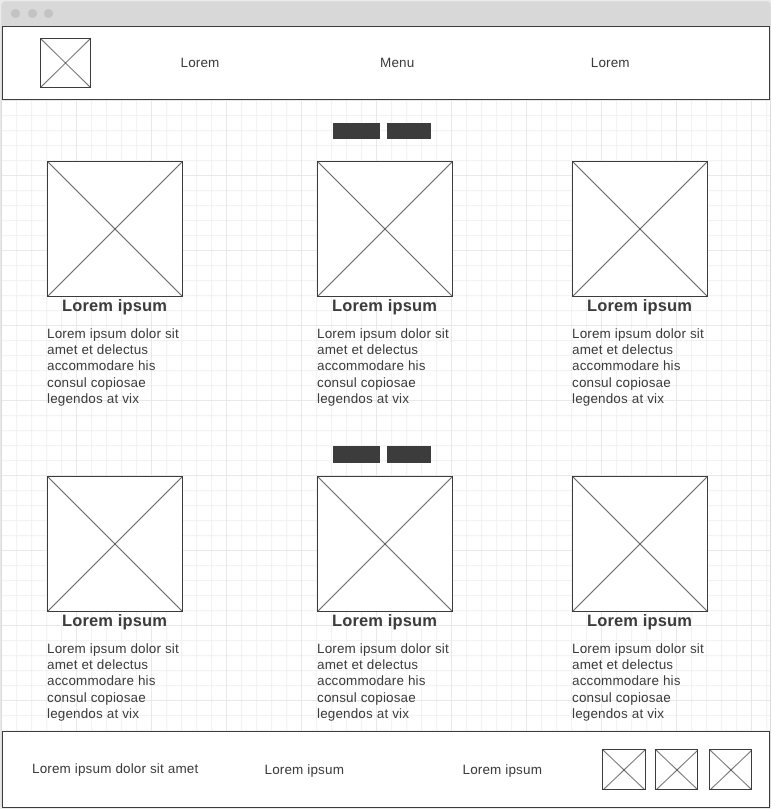 Lorem
Menu
Lorem
Lorem ipsum
Lorem ipsum dolor sit
amet et delectus
accommodare his
consul copiosae
legendos at vix
Lorem ipsum
Lorem ipsum dolor sit
amet et delectus
accommodare his
consul copiosae
legendos at vix
Lorem ipsum
Lorem ipsum dolor sit
amet et delectus
accommodare his
consul copiosae
legendos at vix
Lorem ipsum
Lorem ipsum dolor sit
amet et delectus
accommodare his
consul copiosae
legendos at vix
Lorem ipsum
Lorem ipsum dolor sit
amet et delectus
accommodare his
consul copiosae
legendos at vix
Lorem ipsum
Lorem ipsum dolor sit
amet et delectus
accommodare his
consul copiosae
legendos at vix
Lorem ipsum dolor sit amet
Lorem ipsum
Lorem ipsum